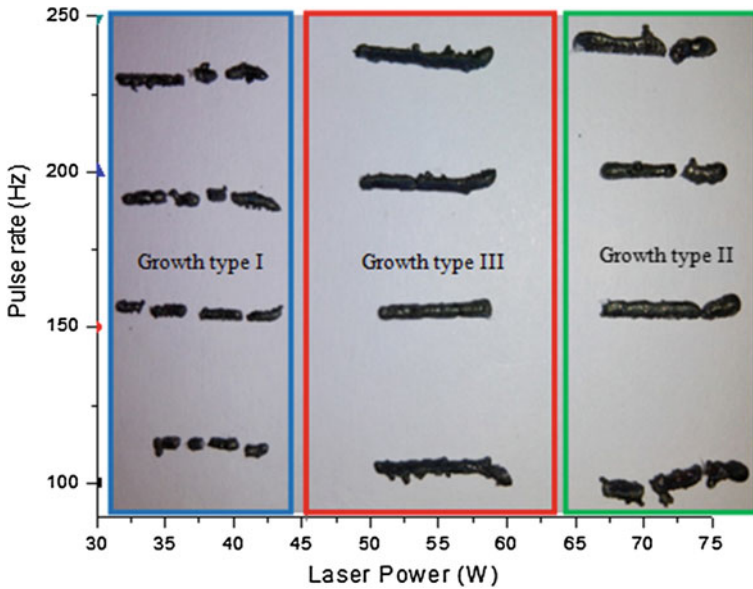 250
200
150
100
Pulse rate (Hz)
Growth type I
Growth type III
Growth type II
30 35 40 45 50 55 60 65 70 75
Laser Power (W)